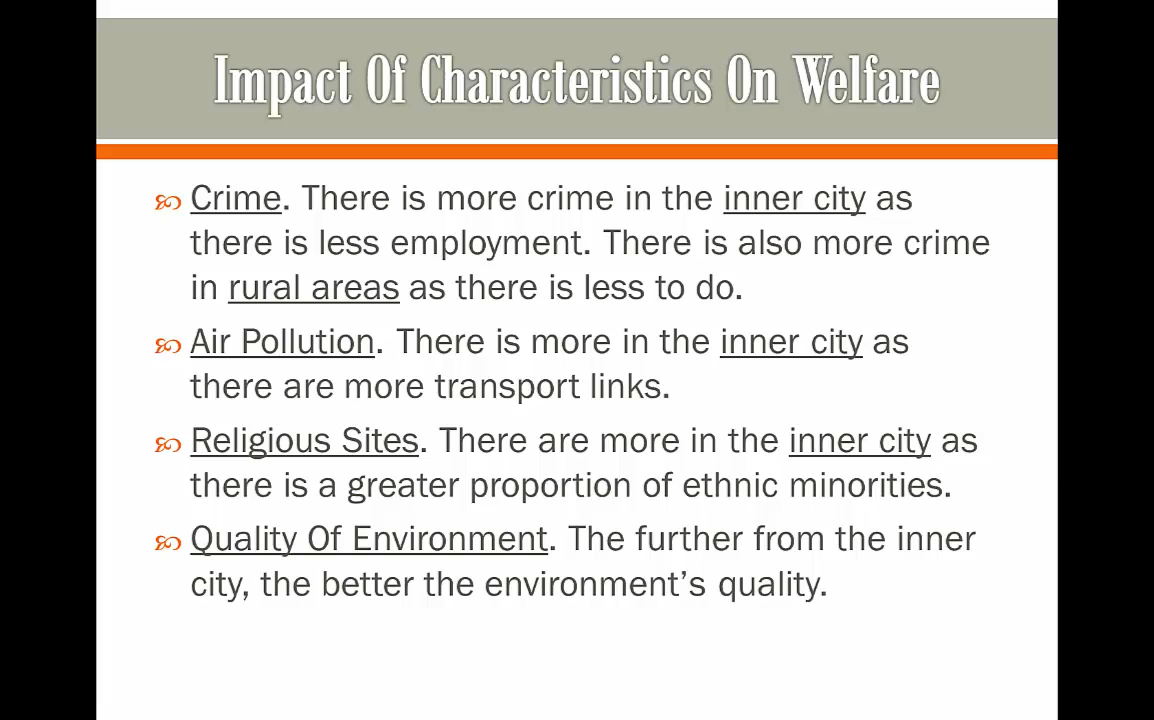 Impact Of Characteristics On Welfare
Crime. There is more crime in the inner city as
there is less employment. There is also more crime
in rural areas as there is less to do.
Air Pollution. There is more in the inner city as
there are more transport links.
Religious Sites. There are more in the inner city as
there is a greater proportion of ethnic minorities.
Quality Of Environment. The further from the inner
city, the better the environment’s quality.